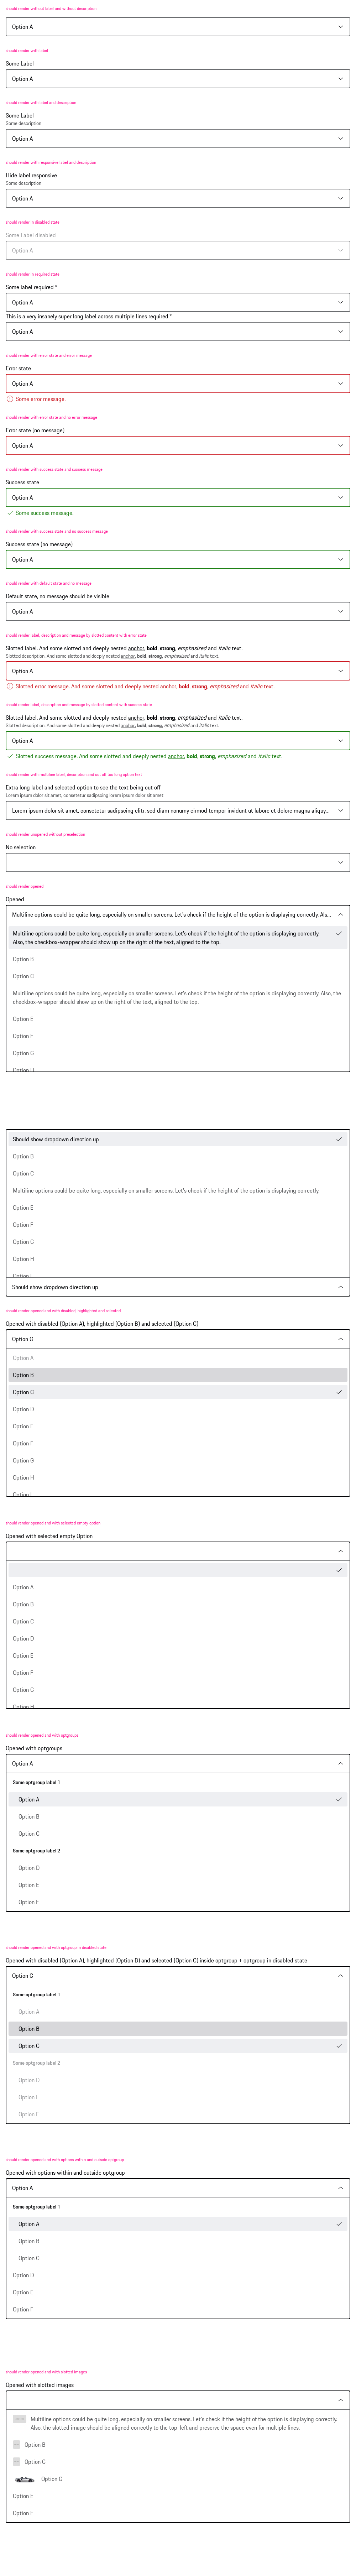 should render without label and without description
Option A
should render with label
Some Label
Option A
should render with label and description
Some Label
Some description
Option A
should render with responsive label and description
Hide label responsive
Some description
Option A
should render in disabled state
Some Label disabled
Option A
should render in required state
Some label required *
Option A
This is a very insanely super long label across multiple lines required *
Option A
should render with error state and error message
Error state
Option A
Some error message.
should render with error state and no error message
Error state (no message)
Option A
should render with success state and success message
Success state
Option A
Some success message.
should render with success state and no success message
Success state (no message)
Option A
should render with default state and no message
Default state, no message should be visible
Option A
should render label, description and message by slotted content with error state
Slotted label. And some slotted and deeply nested anchor, bold, strong, emphasized and italic text.
Slotted description. And some slotted and deeply nested anchor, bold, strong, emphasized and italic text.
Option A
Slotted error message. And some slotted and deeply nested anchor, bold, strong, emphasized and italic text.
should render label, description and message by slotted content with success state
Slotted label. And some slotted and deeply nested anchor, bold, strong, emphasized and italic text.
Slotted description. And some slotted and deeply nested anchor, bold, strong, emphasized and italic text.
Option A
Slotted success message. And some slotted and deeply nested anchor, bold, strong, emphasized and italic text.
should render with multiline label, description and cut off too long option text
Extra long label and selected option to see the text being cut off
Lorem ipsum dolor sit amet, consetetur sadipscing lorem ipsum dolor sit amet
Lorem ipsum dolor sit amet, consetetur sadipscing elitr, sed diam nonumy eirmod tempor invidunt ut labore et dolore magna aliquy...
should render unopened without preselection
No selection
should render opened
Opened
Multiline options could be quite long, especially on smaller screens. Let's check if the height of the option is displaying correctly. Als...
Multiline options could be quite long, especially on smaller screens. Let's check if the height of the option is displaying correctly.
Also, the checkbox-wrapper should show up on the right of the text, aligned to the top.
Option B
Option C
Multiline options could be quite long, especially on smaller screens. Let's check if the height of the option is displaying correctly. Also, the
checkbox-wrapper should show up on the right of the text, aligned to the top.
Option E
Option F
Option G
Option H
Should show dropdown direction up
Option B
Option C
Multiline options could be quite long, especially on smaller screens. Let's check if the height of the option is displaying correctly.
Option E
Option F
Option G
Option H
Option I
Should show dropdown direction up
should render opened and with disabled, highlighted and selected
Opened with disabled (Option A), highlighted (Option B) and selected (Option C)
Option C
Option A
Option B
Option C
Option D
Option E
Option F
Option G
Option H
Option I
should render opened and with selected empty option
Opened with selected empty Option
Option A
Option B
Option C
Option D
Option E
Option F
Option G
Option H
should render opened and with optgroups
Opened with optgroups
Option A
Some optgroup label 1
Option A
Option B
Option C
Some optgroup label 2
Option D
Option E
Option F
should render opened and with optgroup in disabled state
Opened with disabled (Option A), highlighted (Option B) and selected (Option C) inside optgroup + optgroup in disabled state
Option C
Some optgroup label 1
Option A
Option B
Option C
Some optgroup label 2
Option D
Option E
Option F
should render opened and with options within and outside optgroup
Opened with options within and outside optgroup
Option A
Some optgroup label 1
Option A
Option B
Option C
Option D
Option E
Option F
should render opened and with slotted images
Opened with slotted images
Multiline options could be quite long, especially on smaller screens. Let's check if the height of the option is displaying correctly.
Also, the slotted image should be aligned correctly to the top-left and preserve the space even for multiple lines.
Option B
Option C
Option C
Option E
Option F